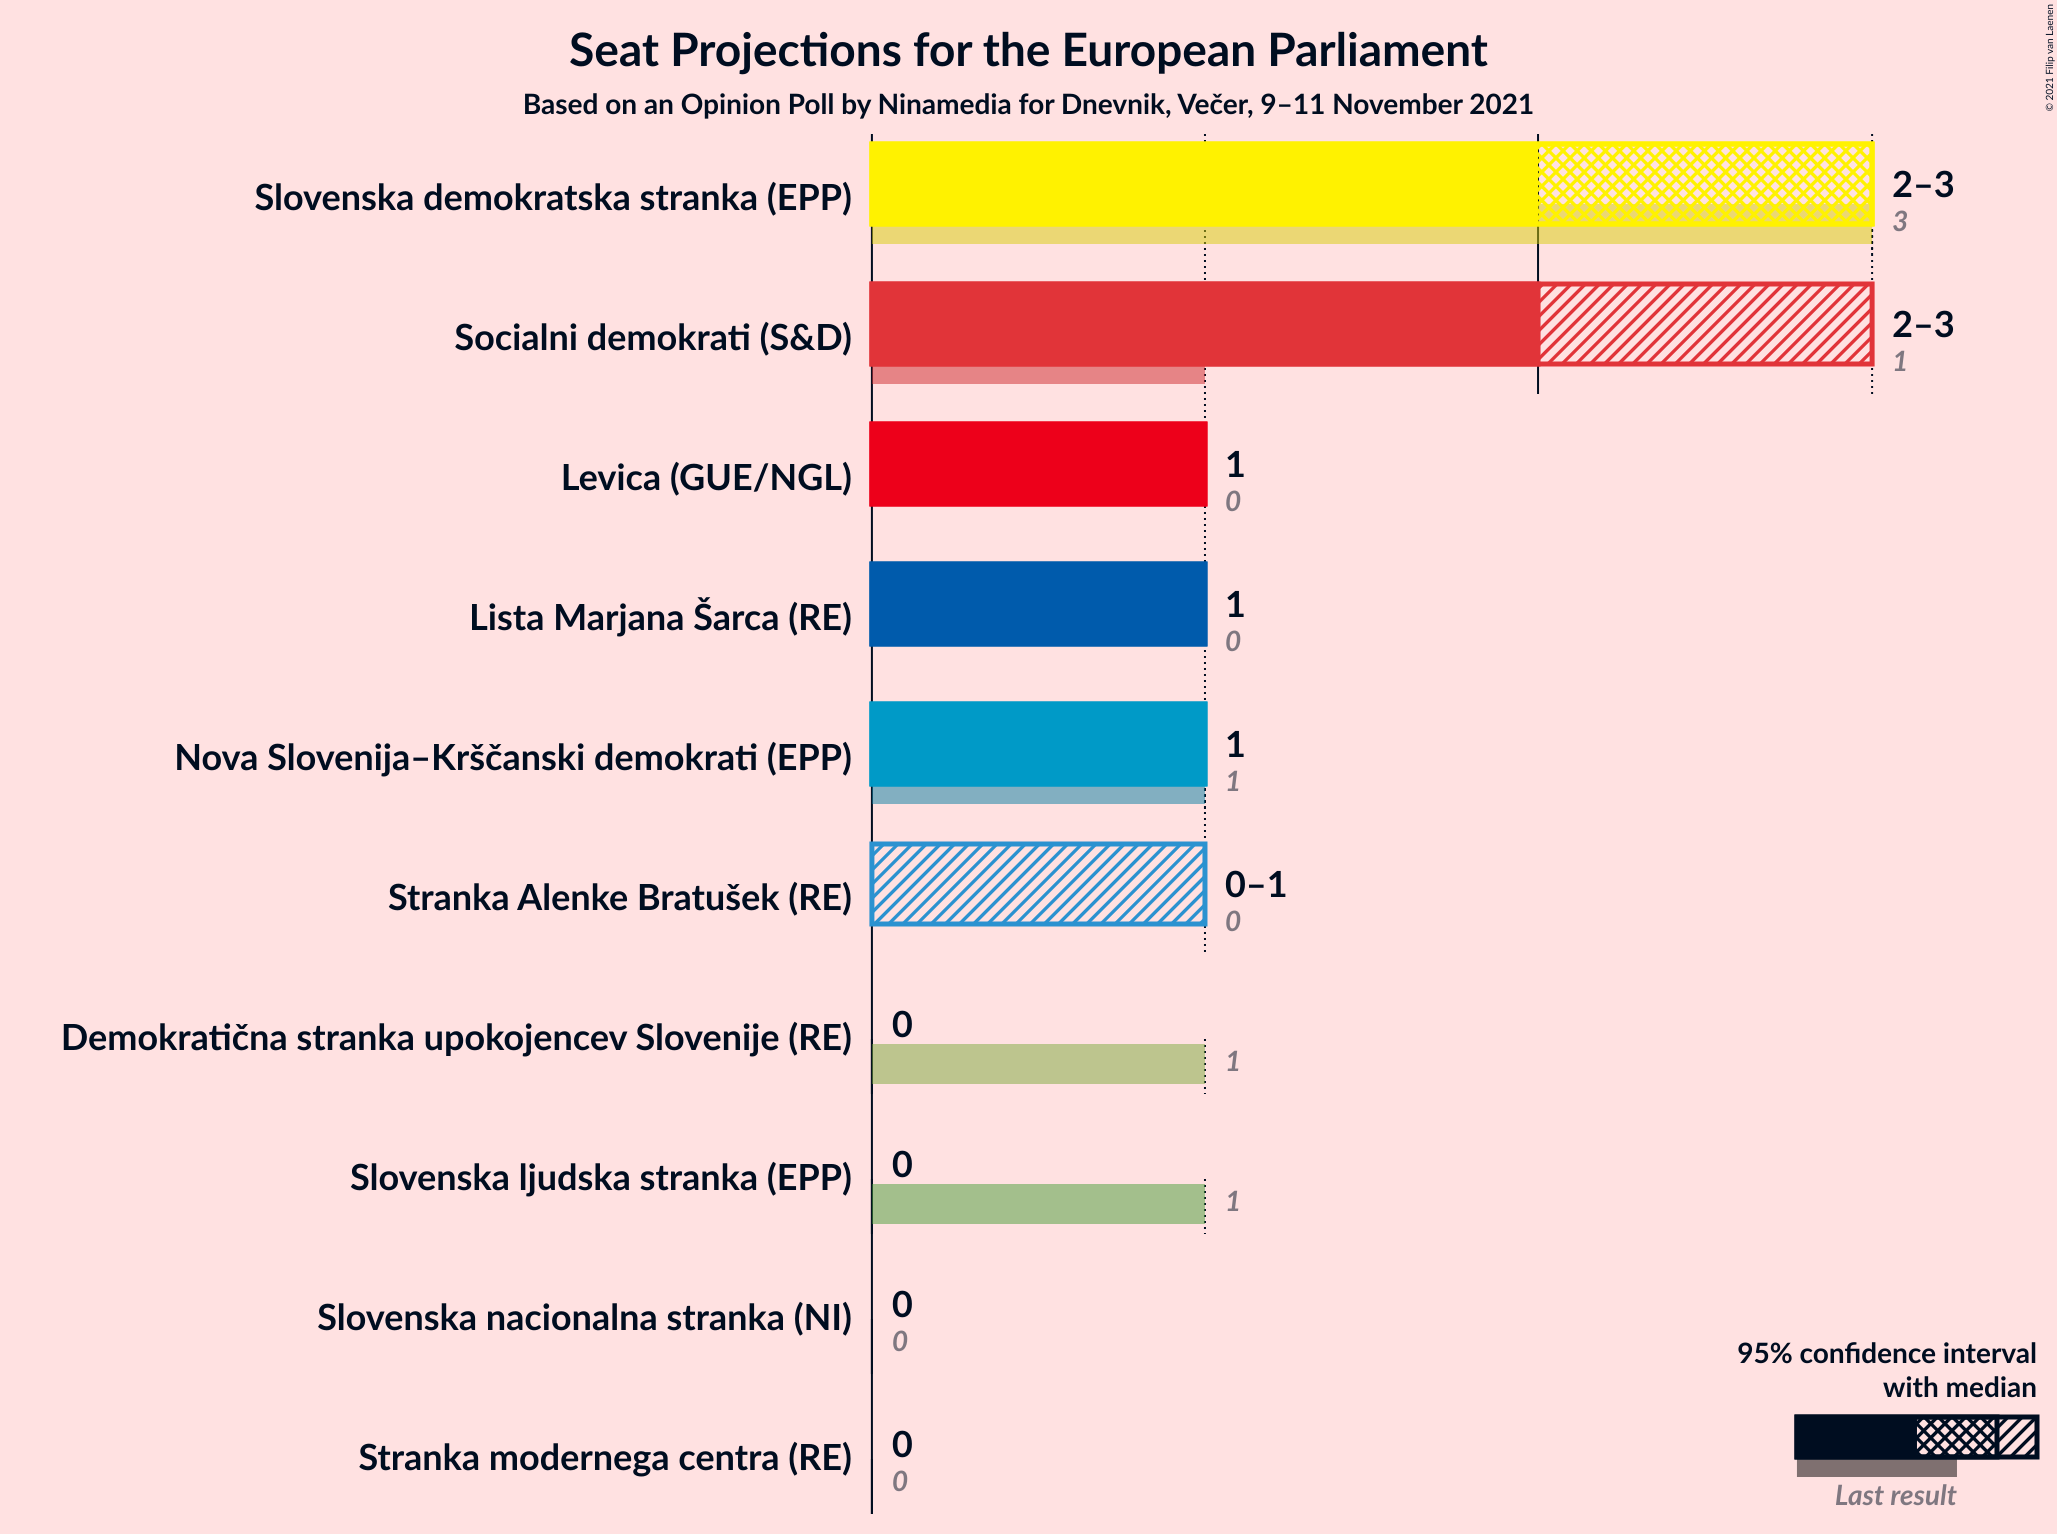 Seat Projections for the European Parliament
Based on an Opinion Poll by Ninamedia for Dnevnik, Večer, 9–11 November 2021
© 2021 Filip van Laenen
Slovenska demokratska stranka (EPP)
2–3
3
Socialni demokrati (S&D)
2–3
1
Levica (GUE/NGL)
1
0
Lista Marjana Šarca (RE)
1
0
Nova Slovenija–Krščanski demokrati (EPP)
1
1
Stranka Alenke Bratušek (RE)
0–1
0
Demokratična stranka upokojencev Slovenije (RE)
0
1
Slovenska ljudska stranka (EPP)
0
1
Slovenska nacionalna stranka (NI)
0
0
Stranka modernega centra (RE)
0
0
95% confidence interval
with median
Last result